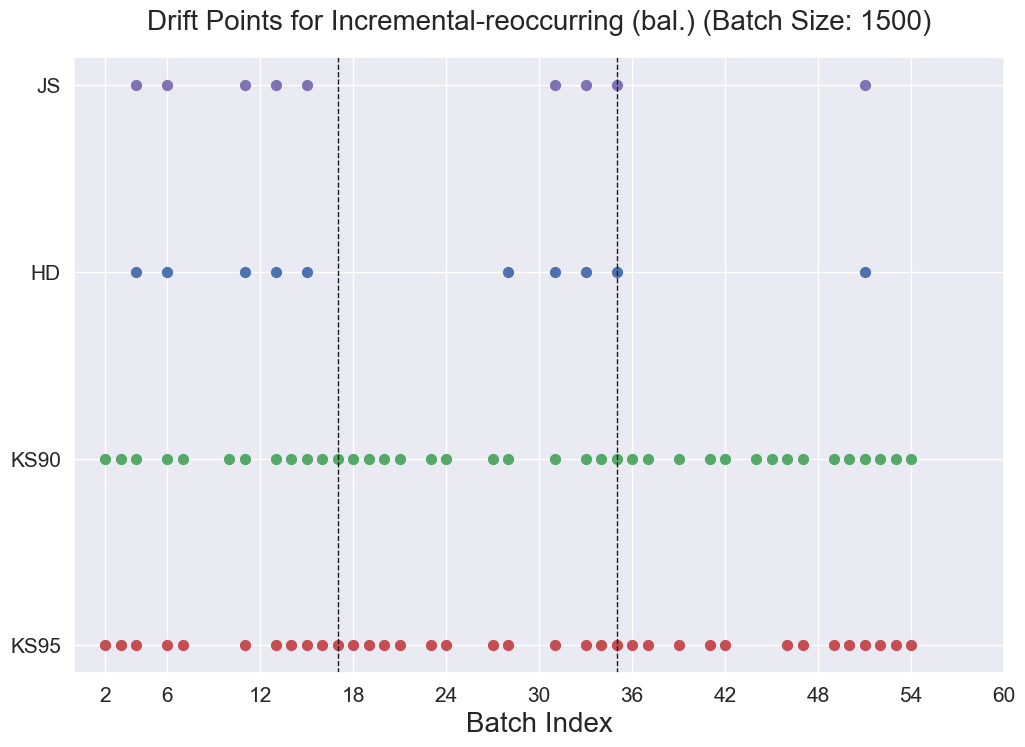 Drift Points for Incremental-reoccurring (bal.) (Batch Size: 1500)
JS
HD
KS90
KS95
2 6 12 18 24 30 36 42 48 54 60
Batch Index